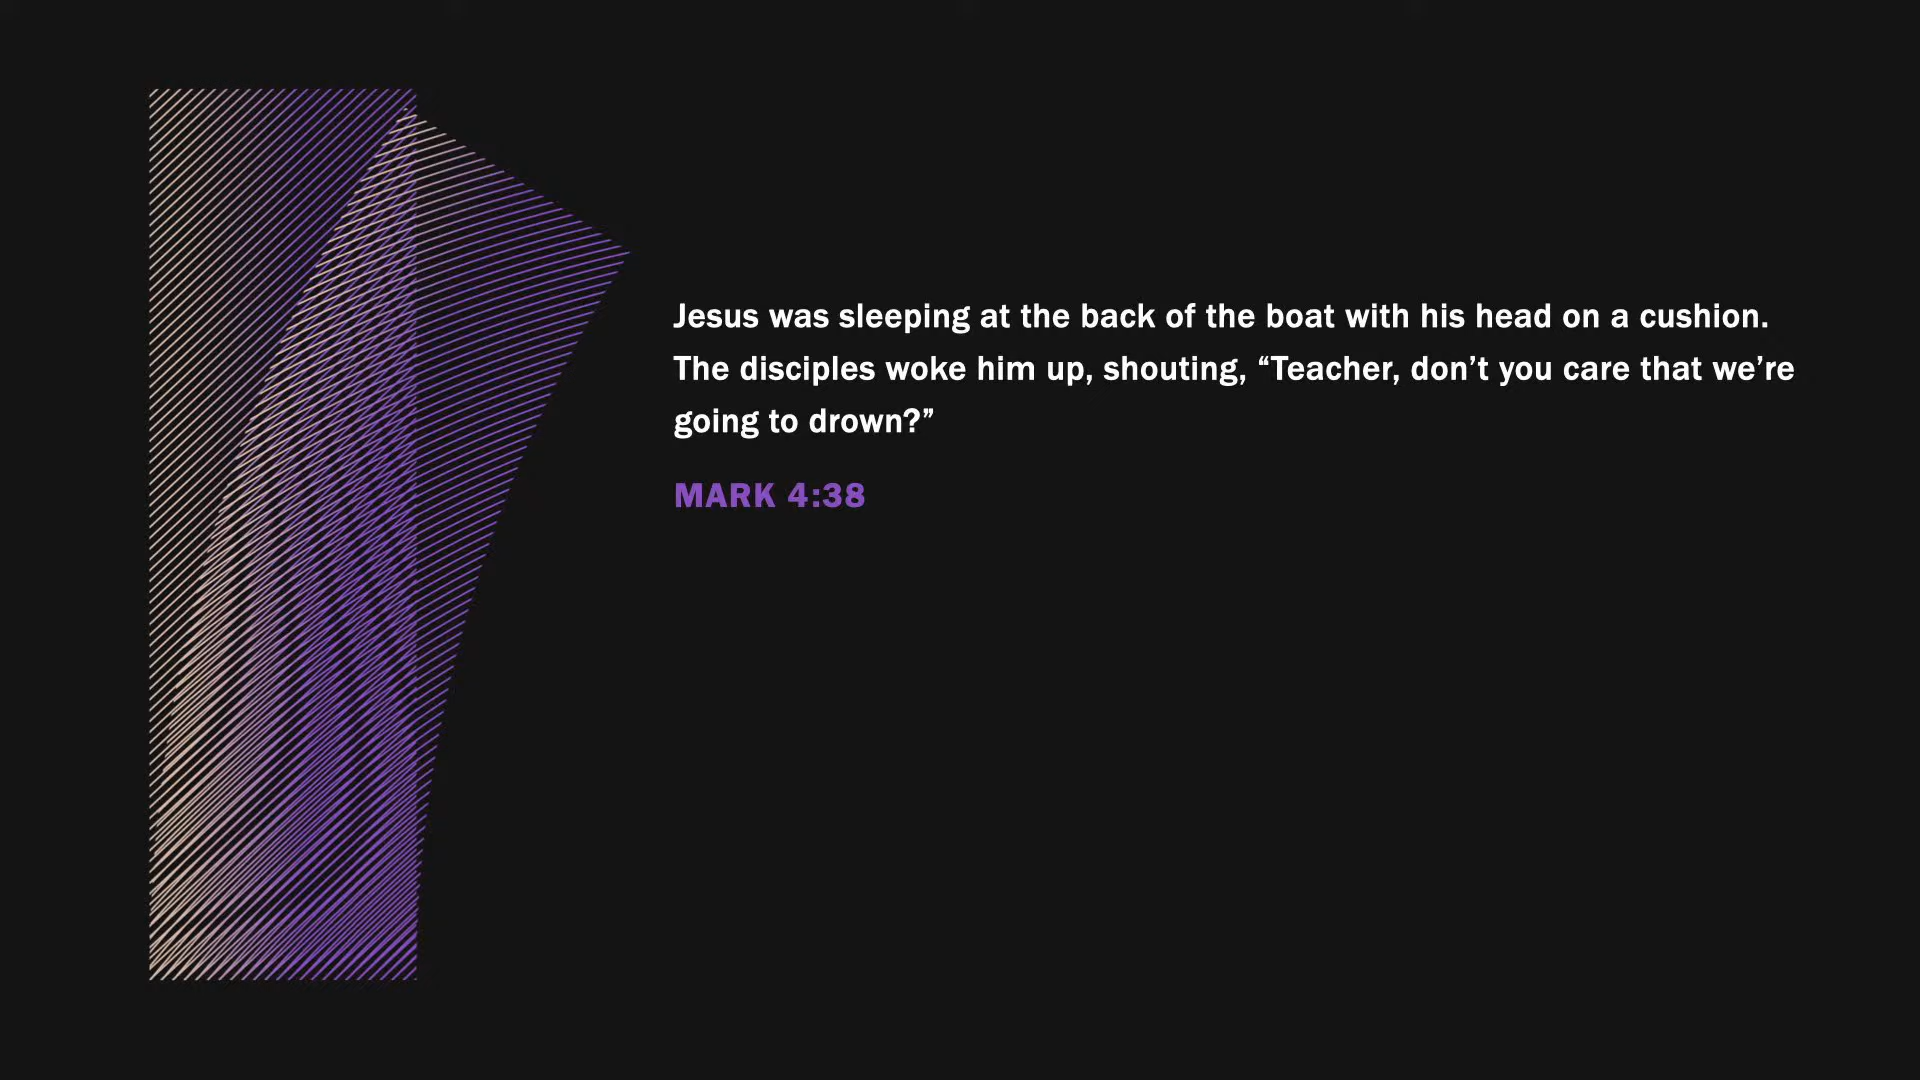 Jesus was sleeping at the back of the boat with his head on a cushion.
The disciples woke him up, shouting, “Teacher, don’t you care that we’re
going to drown?”
MARK 4:38